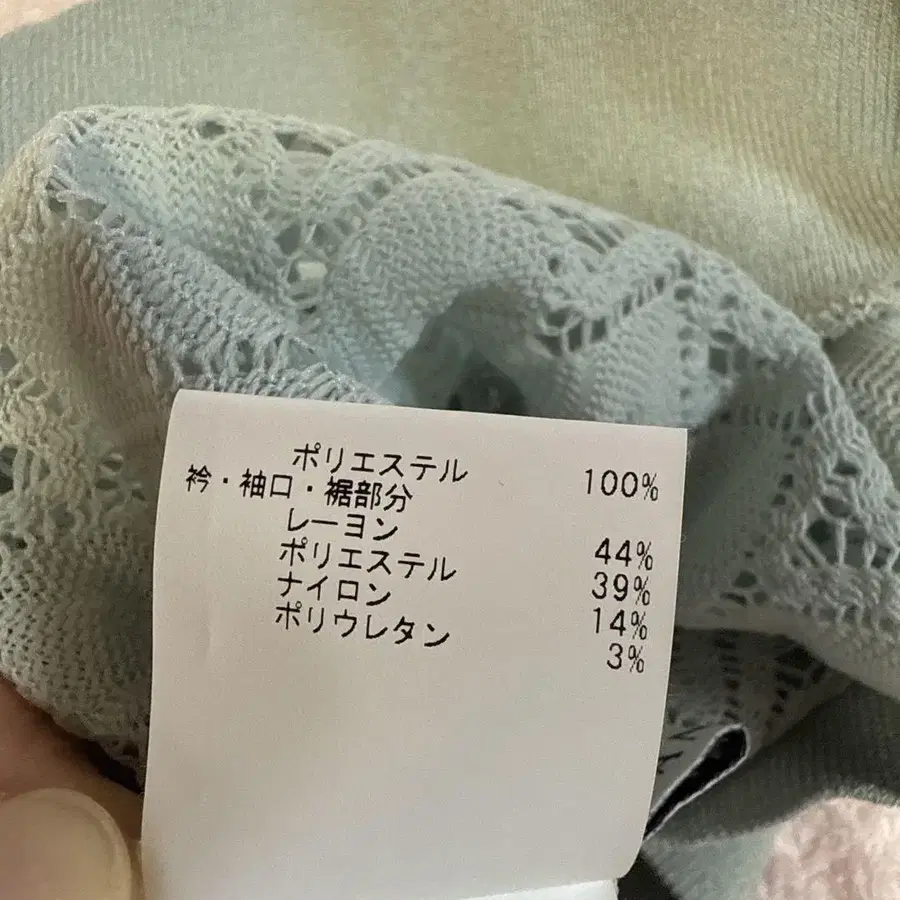 ポリエステル 100%
衿・袖口・裾部分
レーヨン 44%
ポリエステル 39%
ナイロン 14%
ポリウレタン 3%